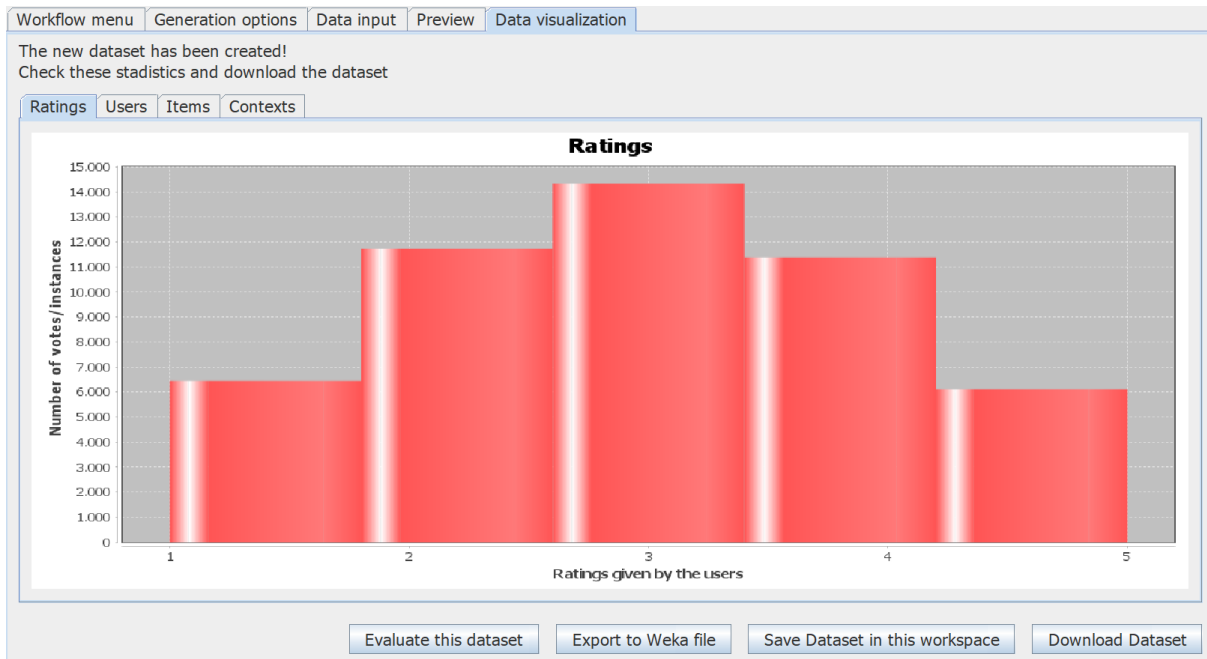 Workflow menu Generation options Data input Preview Data visualization
The new dataset has been created!
Check these stadistics and download the dataset
Ratings Users Items Contexts
Ratings
Number of votes/instances
15.000
14.000
13.000
12.000
11.000
10.000
9.000
8.000
7.000
6.000
5.000
4.000
3.000
2.000
1.000
0
1 2 3 4 5
Ratings given by the users
Evaluate this dataset Export to Weka file Save Dataset in this workspace Download Dataset